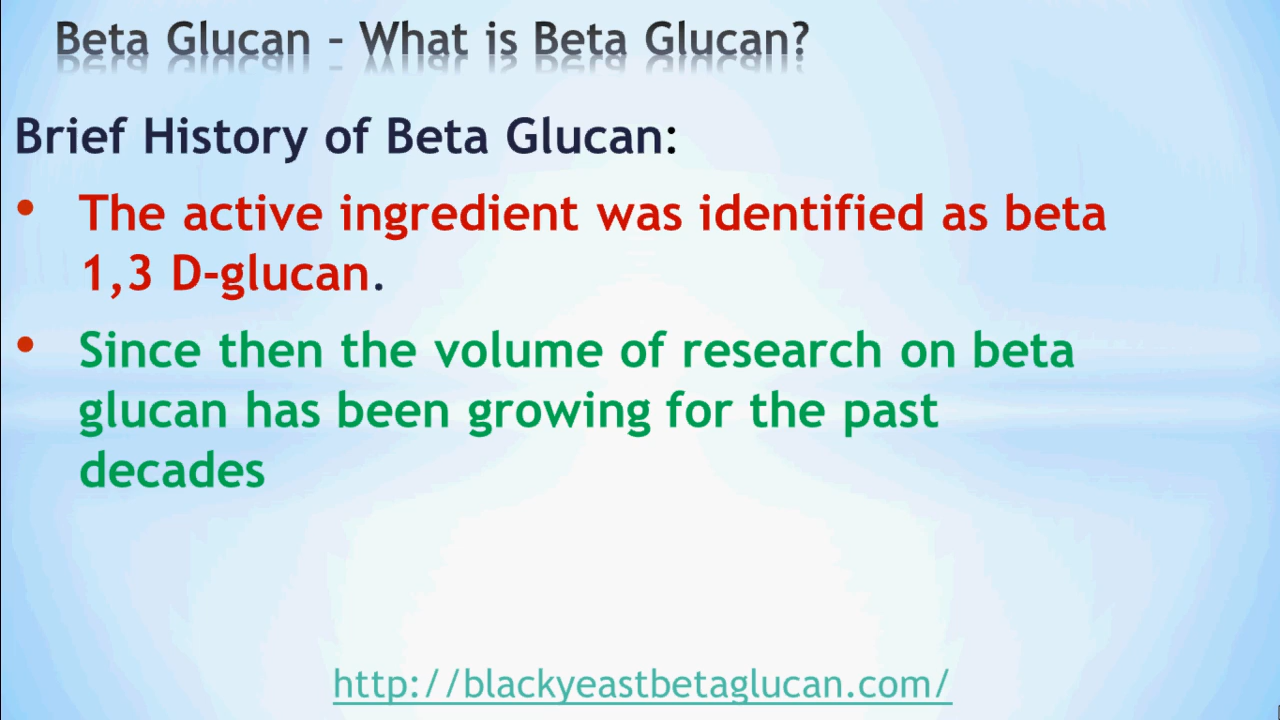 Beta Glucan – What is Beta Glucan?
Brief History of Beta Glucan:
• The active ingredient was identified as beta
1,3 D-glucan.
• Since then the volume of research on beta
glucan has been growing for the past
decades
http://blackyeastbetaglucan.com/